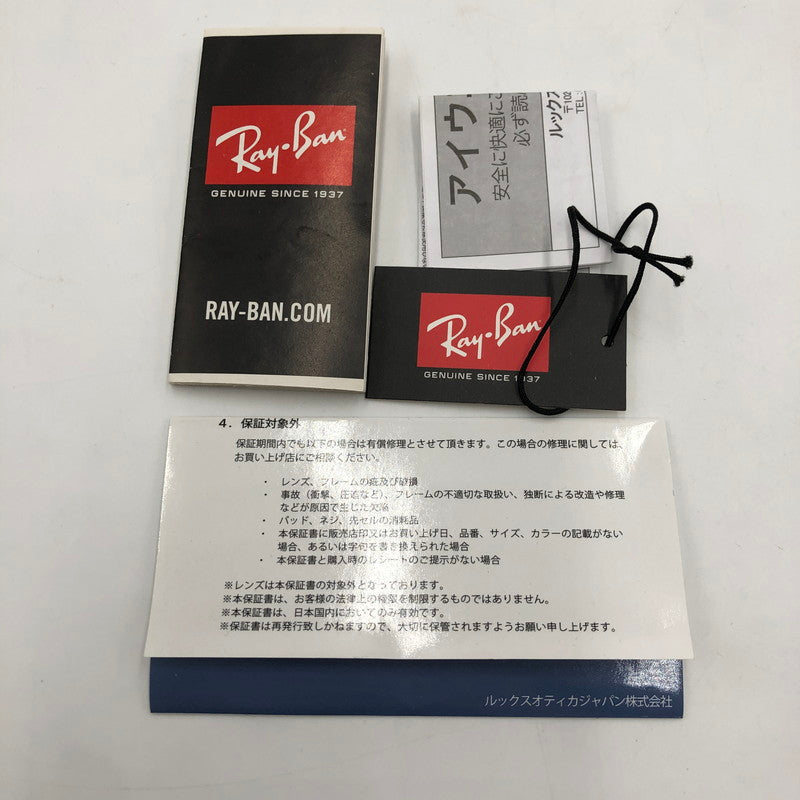 Ray-Ban
GENUINE SINCE 1937
RAY-BAN.COM
アイウ
安全に快適にこ
必ず読
ルックス
〒102
TEL:
Ray-Ban
GENUINE SINCE 1937
4. 保証対象外
保証期間内でも以下の場合は有償修理とさせて頂きます。この場合の修理に関しては、
お買い上げ店にご相談ください。
・ レンズ、フレームの疵及び破損
・ 事故（衝撃、圧迫など）、フレームの不適切な取扱い、独断による改造や修理
などが原因で生じた欠陥
・ パッド、ネジ、先セルの消耗品
・ 本保証書に販売店印又はお買い上げ日、品番、サイズ、カラーの記載がない
場合、あるいは字句を書き換えられた場合
・ 本保証書と購入時のレシートのご提示がない場合
※レンズは本保証書の対象外となっております。
※本保証書は、お客様の法律上の権限を制限するものではありません。
※本保証書は、日本国内においてのみ有効です。
※保証書は再発行致しかねますので、大切に保管されますようお願い申し上げます。
ルックスオティカジャパン株式会社